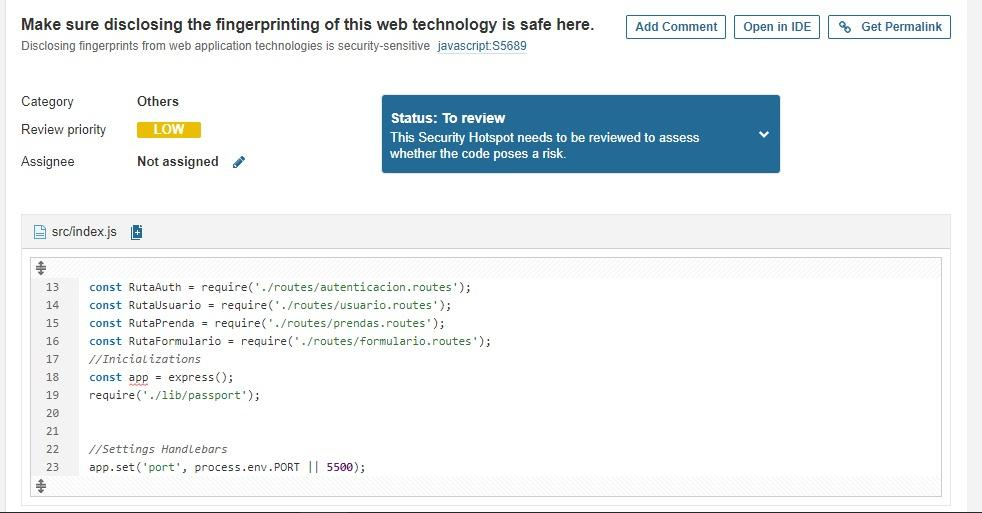 Make sure disclosing the fingerprinting of this web technology is safe here.
Add Comment
Open in IDE
Get Permalink
Disclosing fingerprints from web application technologies is security-sensitive javascript:S5689
Category Others
Review priority LOW
Assignee Not assigned
Status: To review
This Security Hotspot needs to be reviewed to assess
whether the code poses a risk.
src/index.js
13 const RutaAuth = require('./routes/autenticacion.routes');
14 const RutaUsuario = require('./routes/usuario.routes');
15 const RutaPrenda = require('./routes/prendas.routes');
16 const RutaFormulario = require('./routes/formulario.routes');
17 //Inicializations
18 const app = express();
19 require('./lib/passport');
20
21
22 //Settings Handlebars
23 app.set('port', process.env.PORT || 5500);